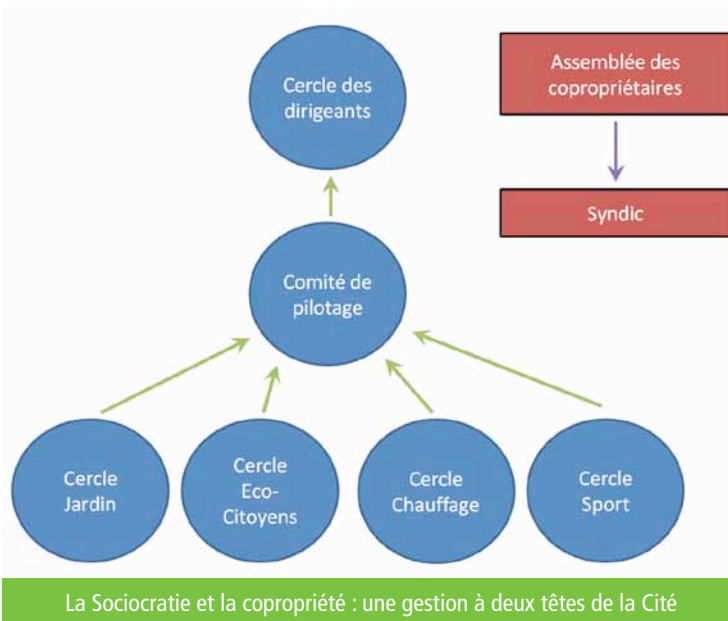 Cercle des
dirigeants
Assemblée des
copropriétaires
Syndic
Comité de
pilotage
Cercle
Jardin
Cercle
Eco-
Citoyens
Cercle
Chauffage
Cercle
Sport
La Sociocratie et la copropriété : une gestion à deux têtes de la Cité